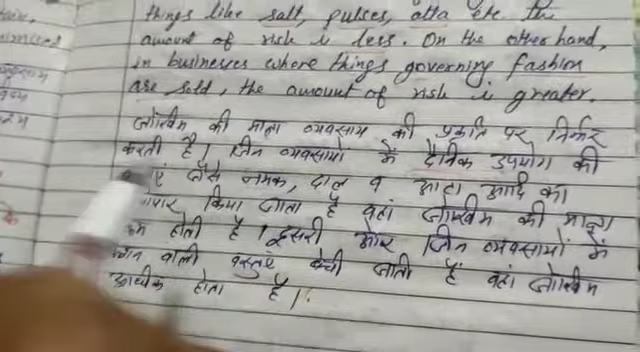 things like salt, pulses, atta etc the
amount of risk is less. On the other hand,
in businesses where things governing fashion
are sold, the amount of risk is greater.
जोखिम की मात्रा व्यवसाय की प्रकृति पर निर्भर
करती है। जिन व्यवसायों में दैनिक उपयोग की
जैसे नमक, दाल व आटा आदि का
किया जाता है वहां जोखिम की मात्रा
होती है। दूसरी ओर जिन व्यवसायों में
वाली वस्तुएं बेची जाती हैं वहां जोखिम
अधिक होता है।